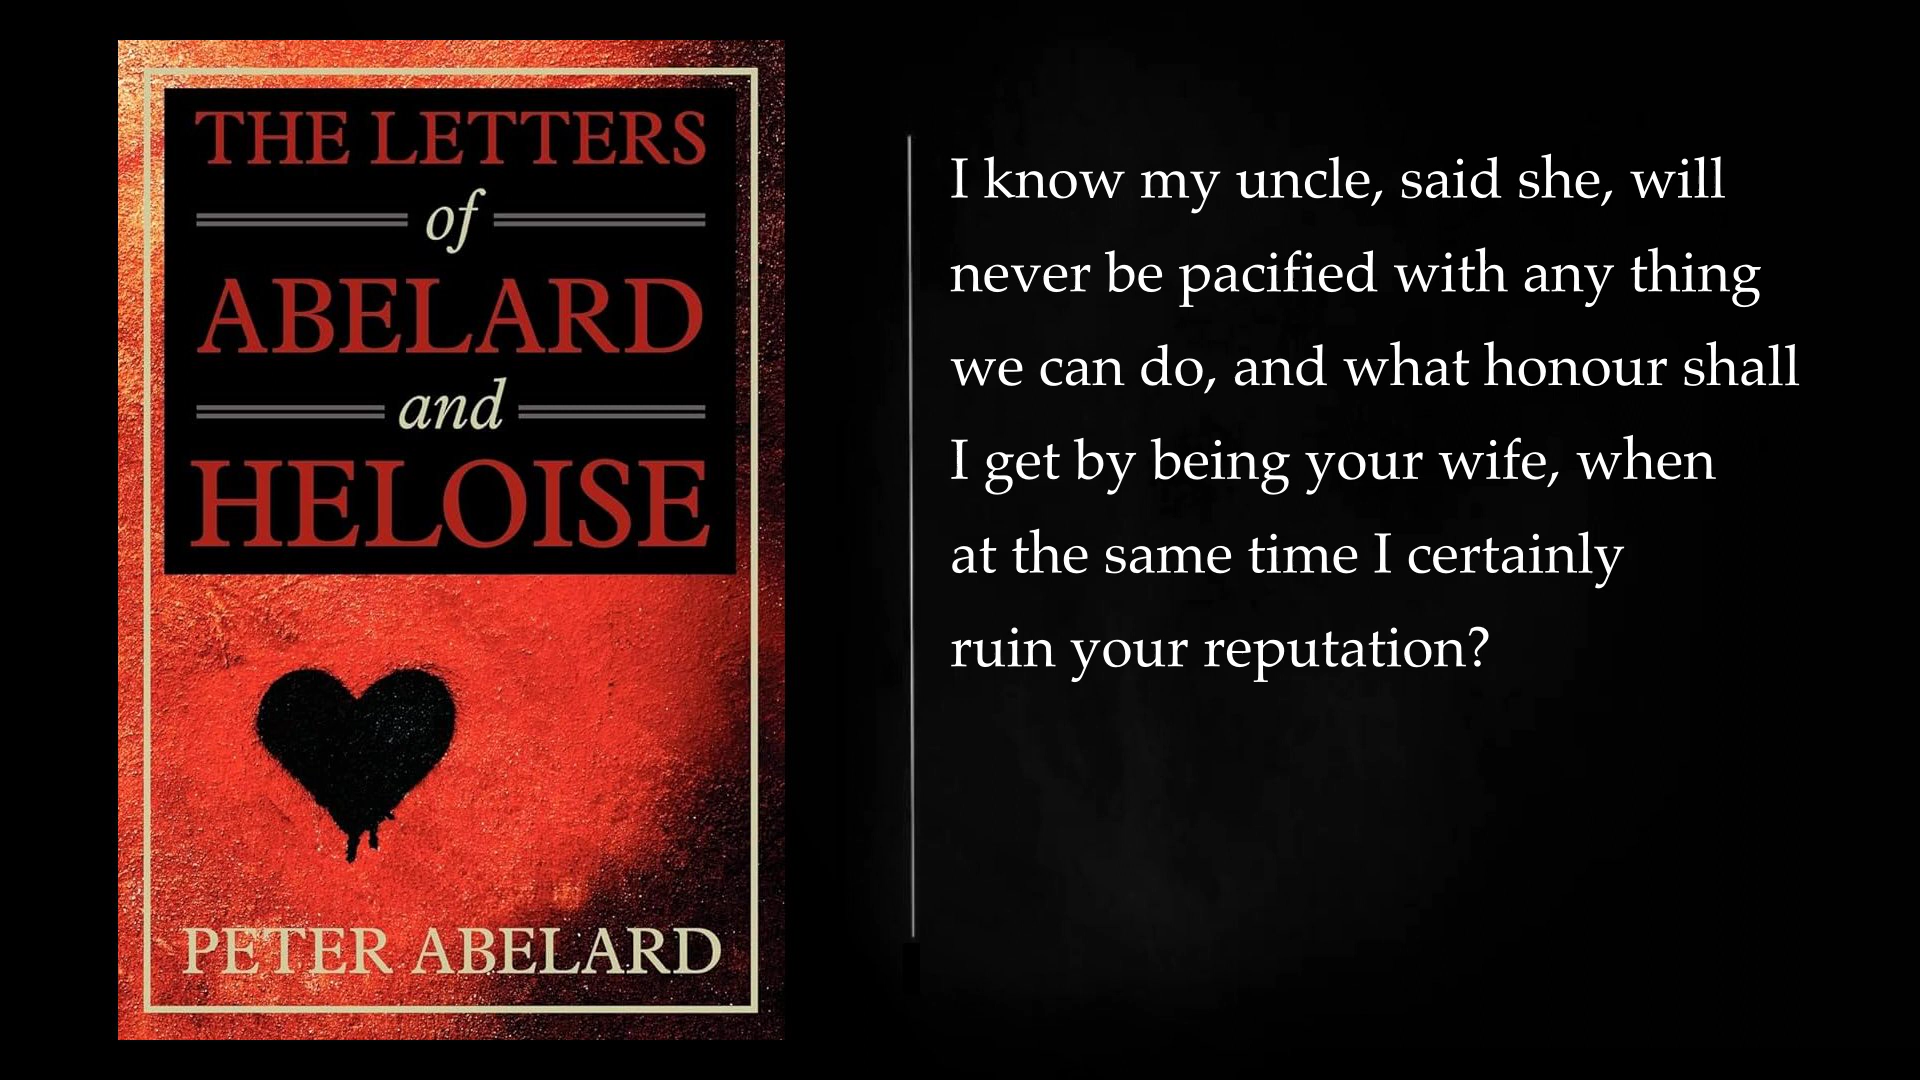 THE LETTERS
of
ABELARD
and
HELOISE
PETER ABELARD
I know my uncle, said she, will
never be pacified with any thing
we can do, and what honour shall
I get by being your wife, when
at the same time I certainly
ruin your reputation?